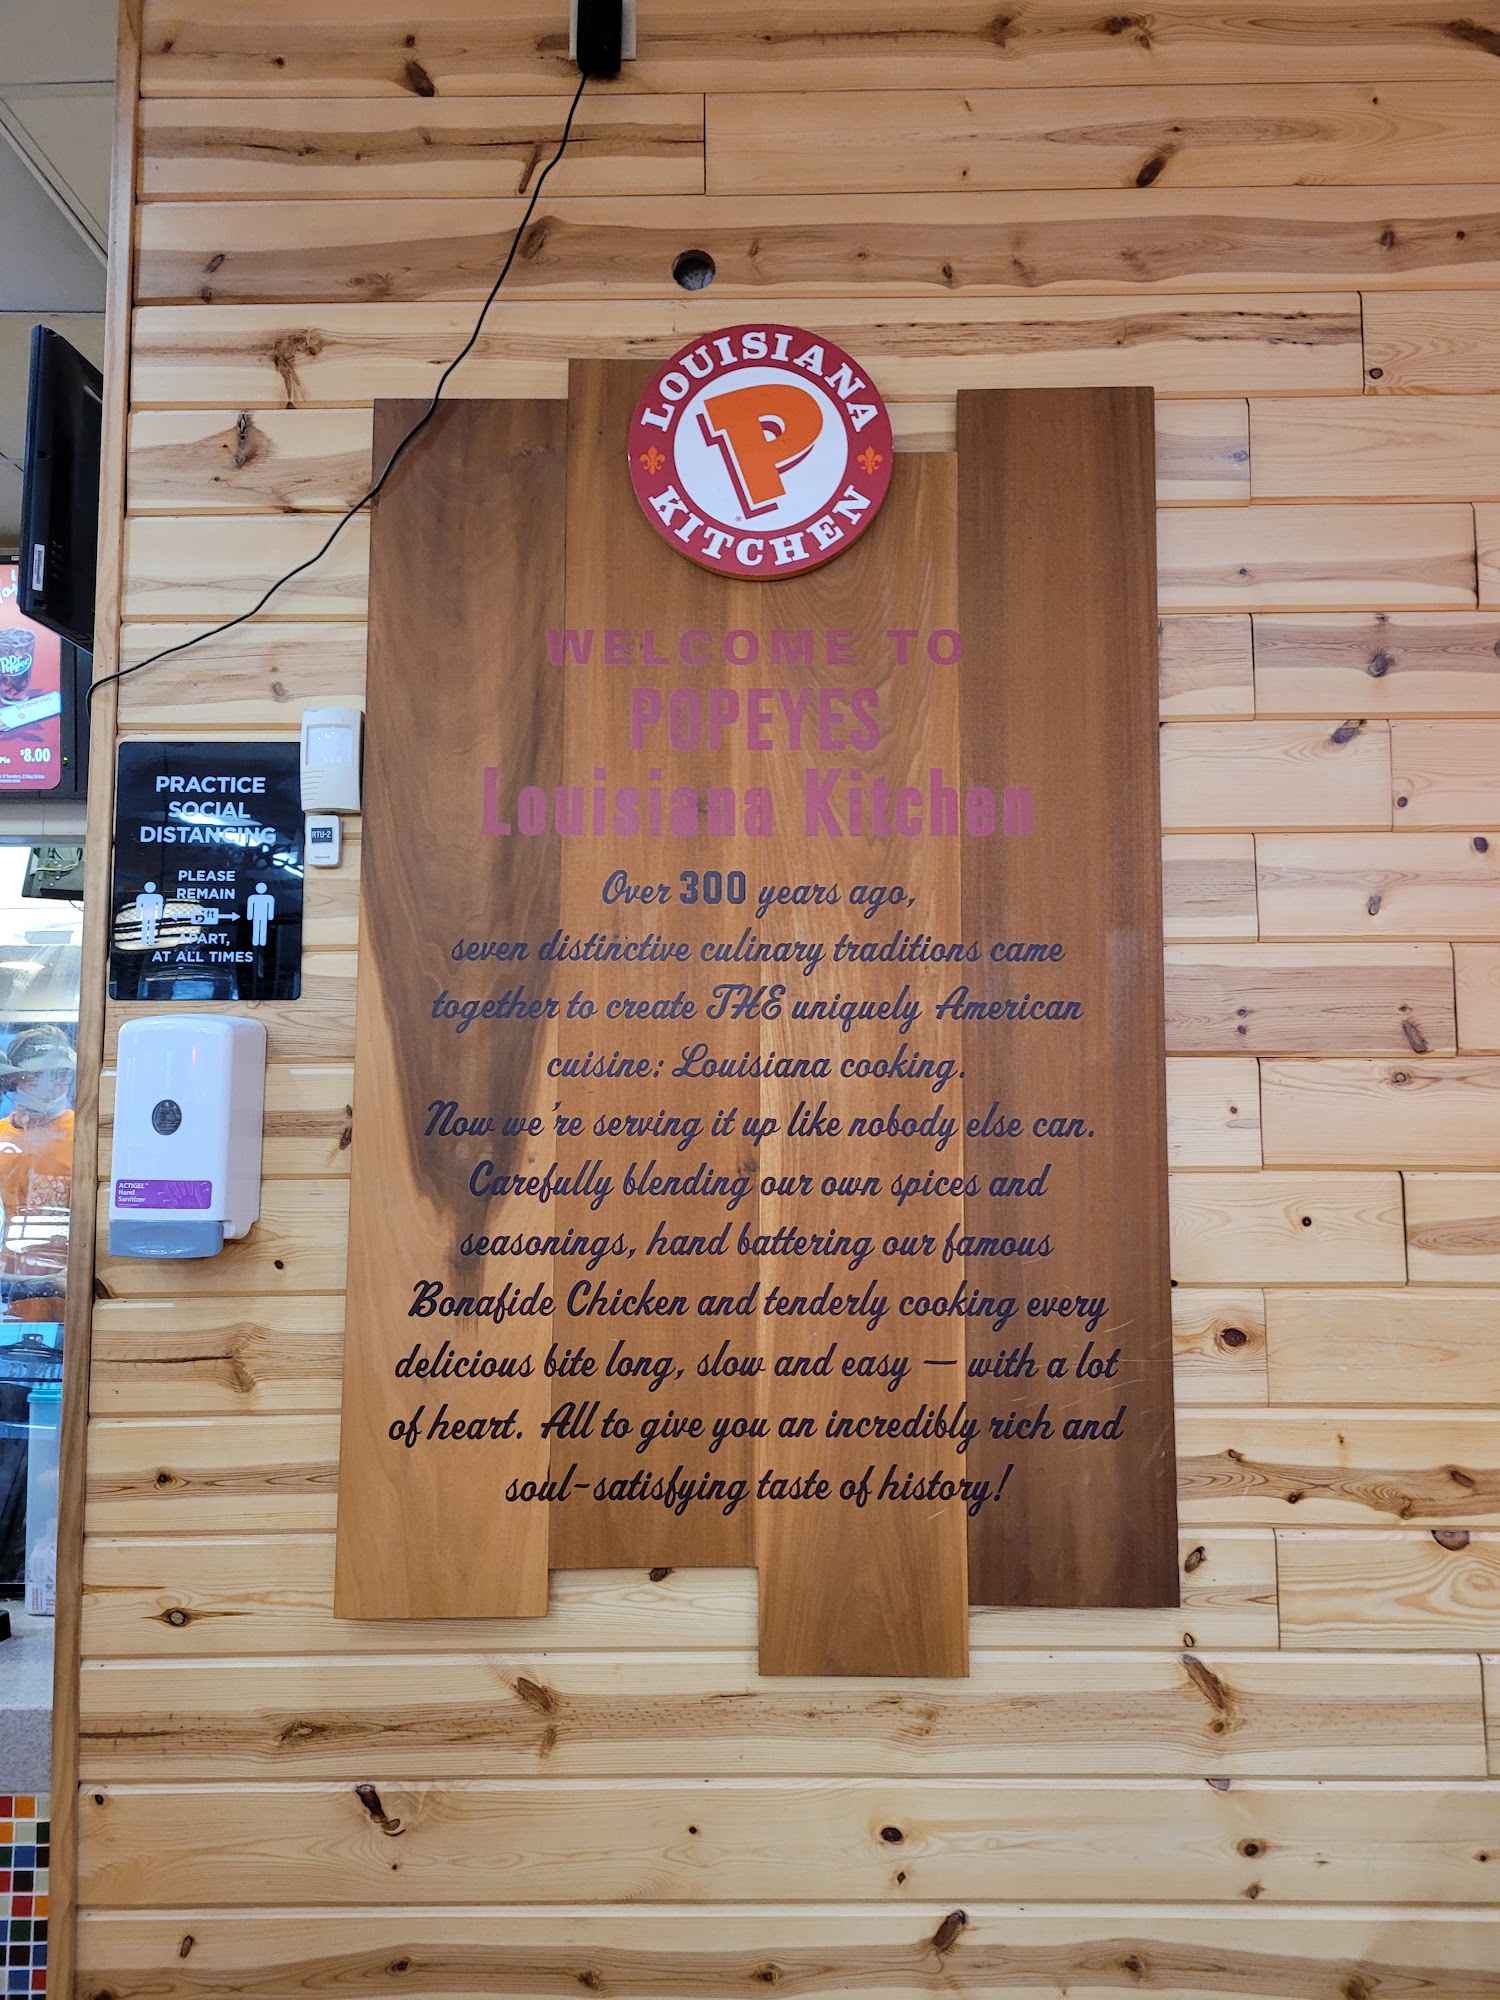 LOUISIANA
P
KITCHEN
WELCOME TO
POPEYES
Louisiana Kitchen
Over 300 years ago,
seven distinctive culinary traditions came
together to create THE uniquely American
cuisine: Louisiana cooking.
Now we're serving it up like nobody else can.
Carefully blending our own spices and
seasonings, hand battering our famous
Bonafide Chicken and tenderly cooking every
delicious bite long, slow and easy — with a lot
of heart. All to give you an incredibly rich and
soul-satisfying taste of history!
PRACTICE
SOCIAL
DISTANCING
PLEASE
REMAIN
APART,
AT ALL TIMES
RTU-2
ACTIGEL™
Hand
Sanitizer
Dr
Pepper
$8.00